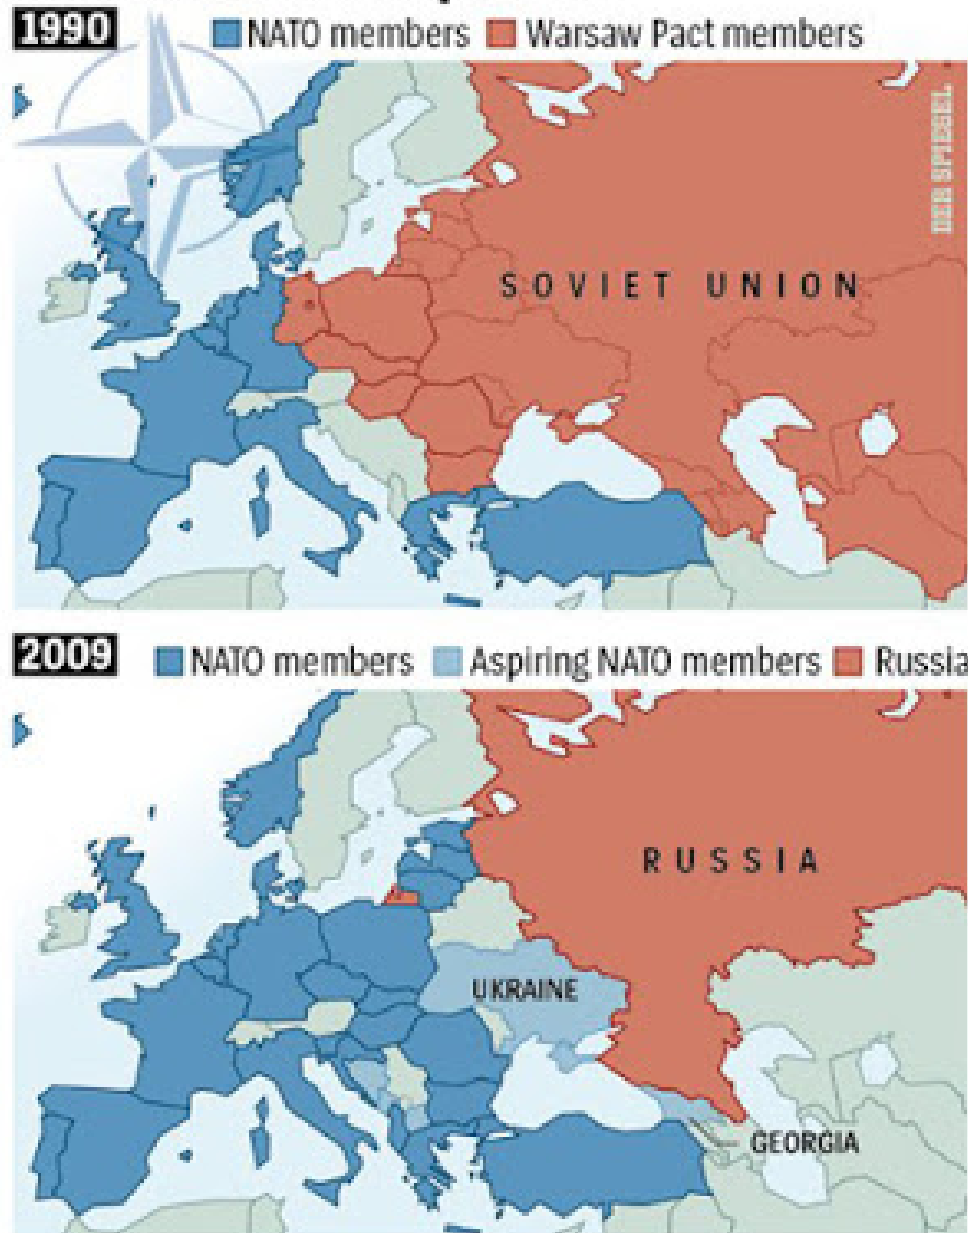 1990 NATO members Warsaw Pact members
DER SPIEGEL
SOVIET UNION
2009 NATO members Aspiring NATO members Russia
RUSSIA
UKRAINE
GEORGIA